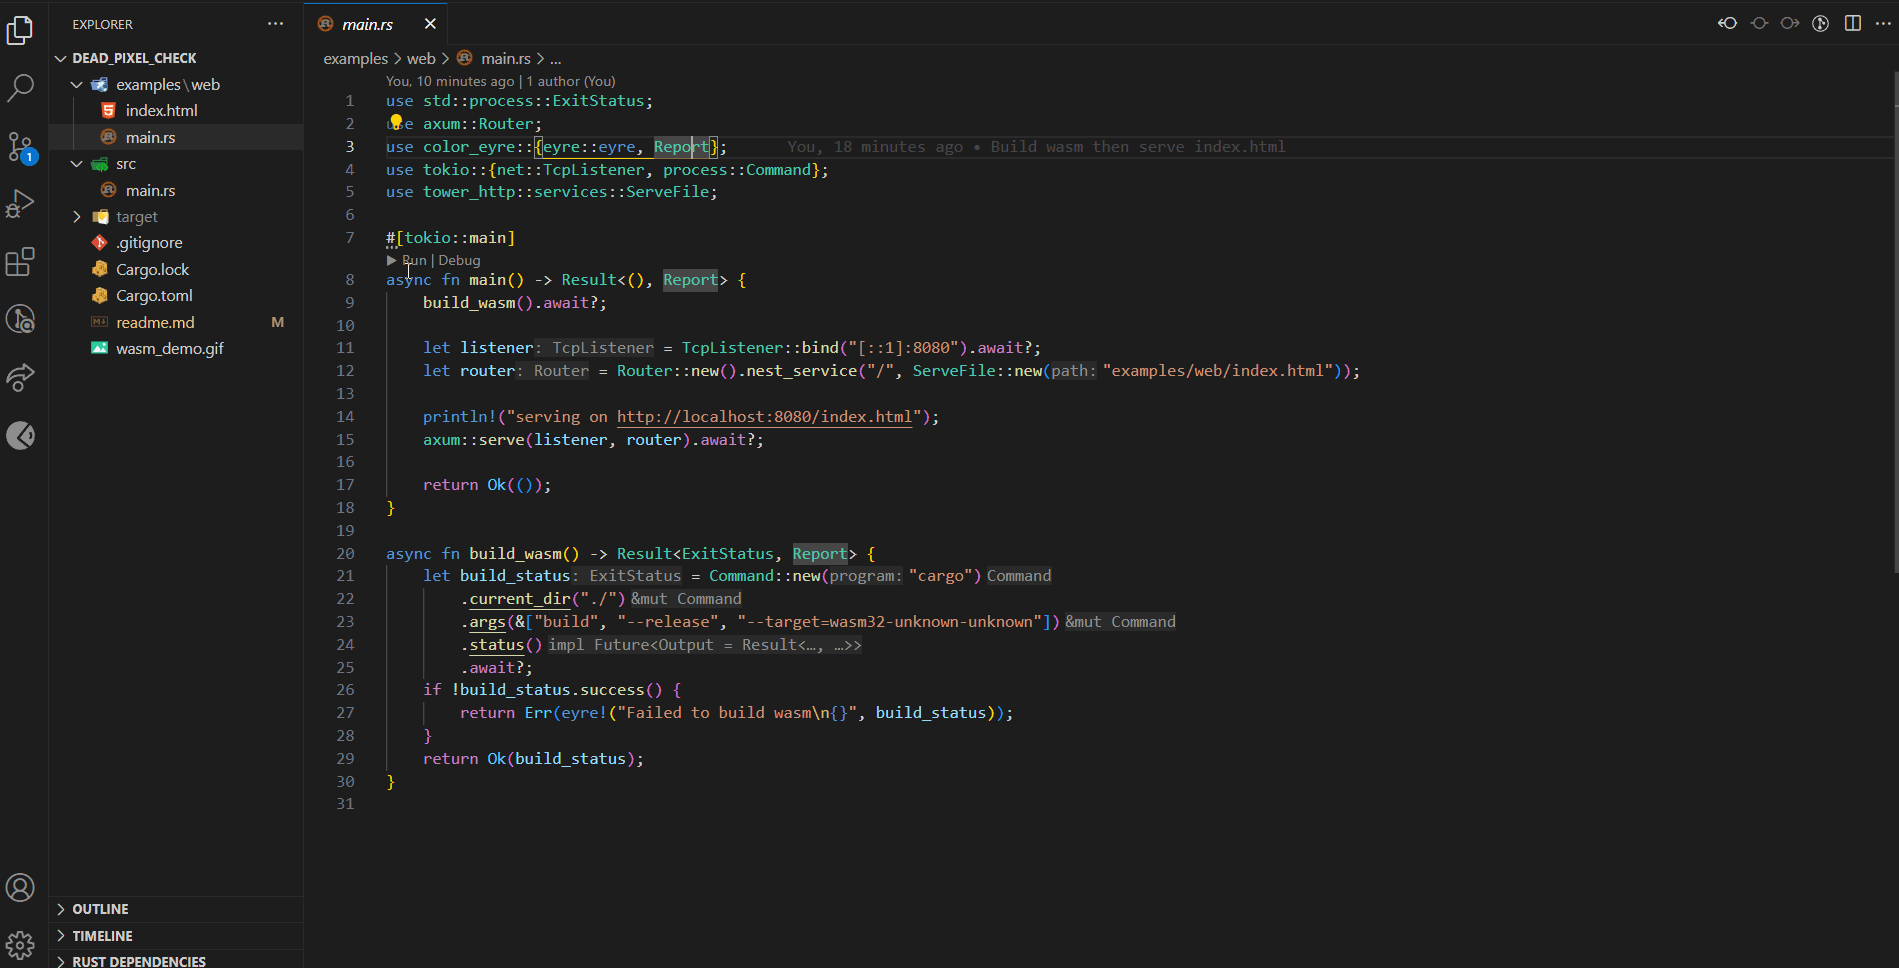 EXPLORER
DEAD_PIXEL_CHECK
examples\web
index.html
main.rs
src
main.rs
target
.gitignore
Cargo.lock
Cargo.toml
readme.md M
wasm_demo.gif
OUTLINE
TIMELINE
RUST DEPENDENCIES
1
main.rs
examples > web > main.rs > ...
You, 10 minutes ago | 1 author (You)
1 use std::process::ExitStatus;
2 use axum::Router;
3 use color_eyre::{eyre::eyre, Report}; You, 18 minutes ago • Build wasm then serve index.html
4 use tokio::{net::TcpListener, process::Command};
5 use tower_http::services::ServeFile;
6
7 #[tokio::main]
Run | Debug
8 async fn main() -> Result<(), Report> {
9 build_wasm().await?;
10
11 let listener: TcpListener = TcpListener::bind("[::1]:8080").await?;
12 let router: Router = Router::new().nest_service("/", ServeFile::new(path: "examples/web/index.html"));
13
14 println!("serving on http://localhost:8080/index.html");
15 axum::serve(listener, router).await?;
16
17 return Ok(());
18 }
19
20 async fn build_wasm() -> Result<ExitStatus, Report> {
21 let build_status: ExitStatus = Command::new(program: "cargo") Command
22 .current_dir("./") &mut Command
23 .args(&["build", "--release", "--target=wasm32-unknown-unknown"]) &mut Command
24 .status() impl Future<Output = Result<…, …>>
25 .await?;
26 if !build_status.success() {
27 return Err(eyre!("Failed to build wasm\n{}", build_status));
28 }
29 return Ok(build_status);
30 }
31